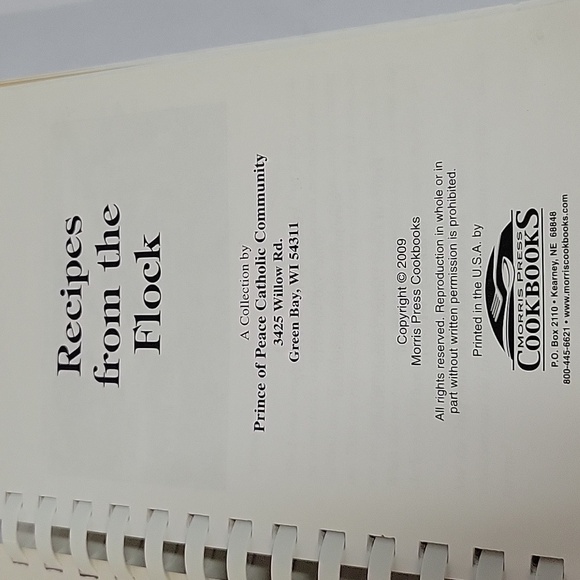 Recipes
from the
Flock
A Collection by
Prince of Peace Catholic Community
3425 Willow Rd.
Green Bay, WI 54311
Copyright © 2009
Morris Press Cookbooks
All rights reserved. Reproduction in whole or in
part without written permission is prohibited.
Printed in the U.S.A. by
MORRIS PRESS
COOKBOOKS
P.O. Box 2110 • Kearney, NE 68848
800-445-6621 • www.morriscookbooks.com